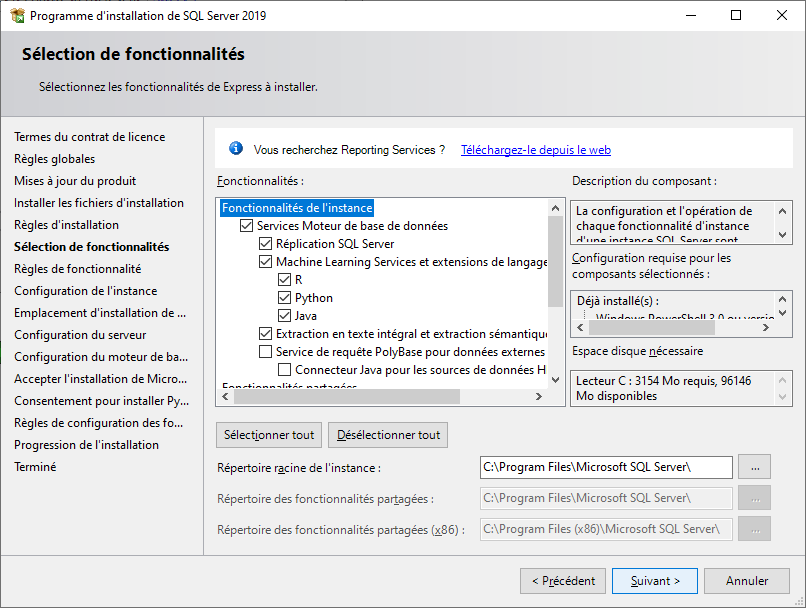 Programme d'installation de SQL Server 2019
Sélection de fonctionnalités
Sélectionnez les fonctionnalités de Express à installer.
Termes du contrat de licence
Règles globales
Mises à jour du produit
Installer les fichiers d'installation
Règles d'installation
Sélection de fonctionnalités
Règles de fonctionnalité
Configuration de l'instance
Emplacement d'installation de ...
Configuration du serveur
Configuration du moteur de ba...
Accepter l'installation de Micro...
Consentement pour installer Py...
Règles de configuration des fo...
Progression de l'installation
Terminé
Vous recherchez Reporting Services ? Téléchargez-le depuis le web
Fonctionnalités :
Fonctionnalités de l'instance
Services Moteur de base de données
Réplication SQL Server
Machine Learning Services et extensions de langage
R
Python
Java
Extraction en texte intégral et extraction sémantique
Service de requête PolyBase pour données externes
Connecteur Java pour les sources de données H
Fonctionnalités partagées
Description du composant :
La configuration et l'opération de
chaque fonctionnalité d'instance
d'une instance SQL Server sont
Configuration requise pour les
composants sélectionnés :
Déjà installé(s) :
Windows PowerShell 3.0 ou versio
Espace disque nécessaire
Lecteur C : 3154 Mo requis, 96146
Mo disponibles
Sélectionner tout
Désélectionner tout
Répertoire racine de l'instance :
C:\Program Files\Microsoft SQL Server\
...
Répertoire des fonctionnalités partagées :
C:\Program Files\Microsoft SQL Server\
...
Répertoire des fonctionnalités partagées (x86) :
C:\Program Files (x86)\Microsoft SQL Server\
...
< Précédent
Suivant >
Annuler